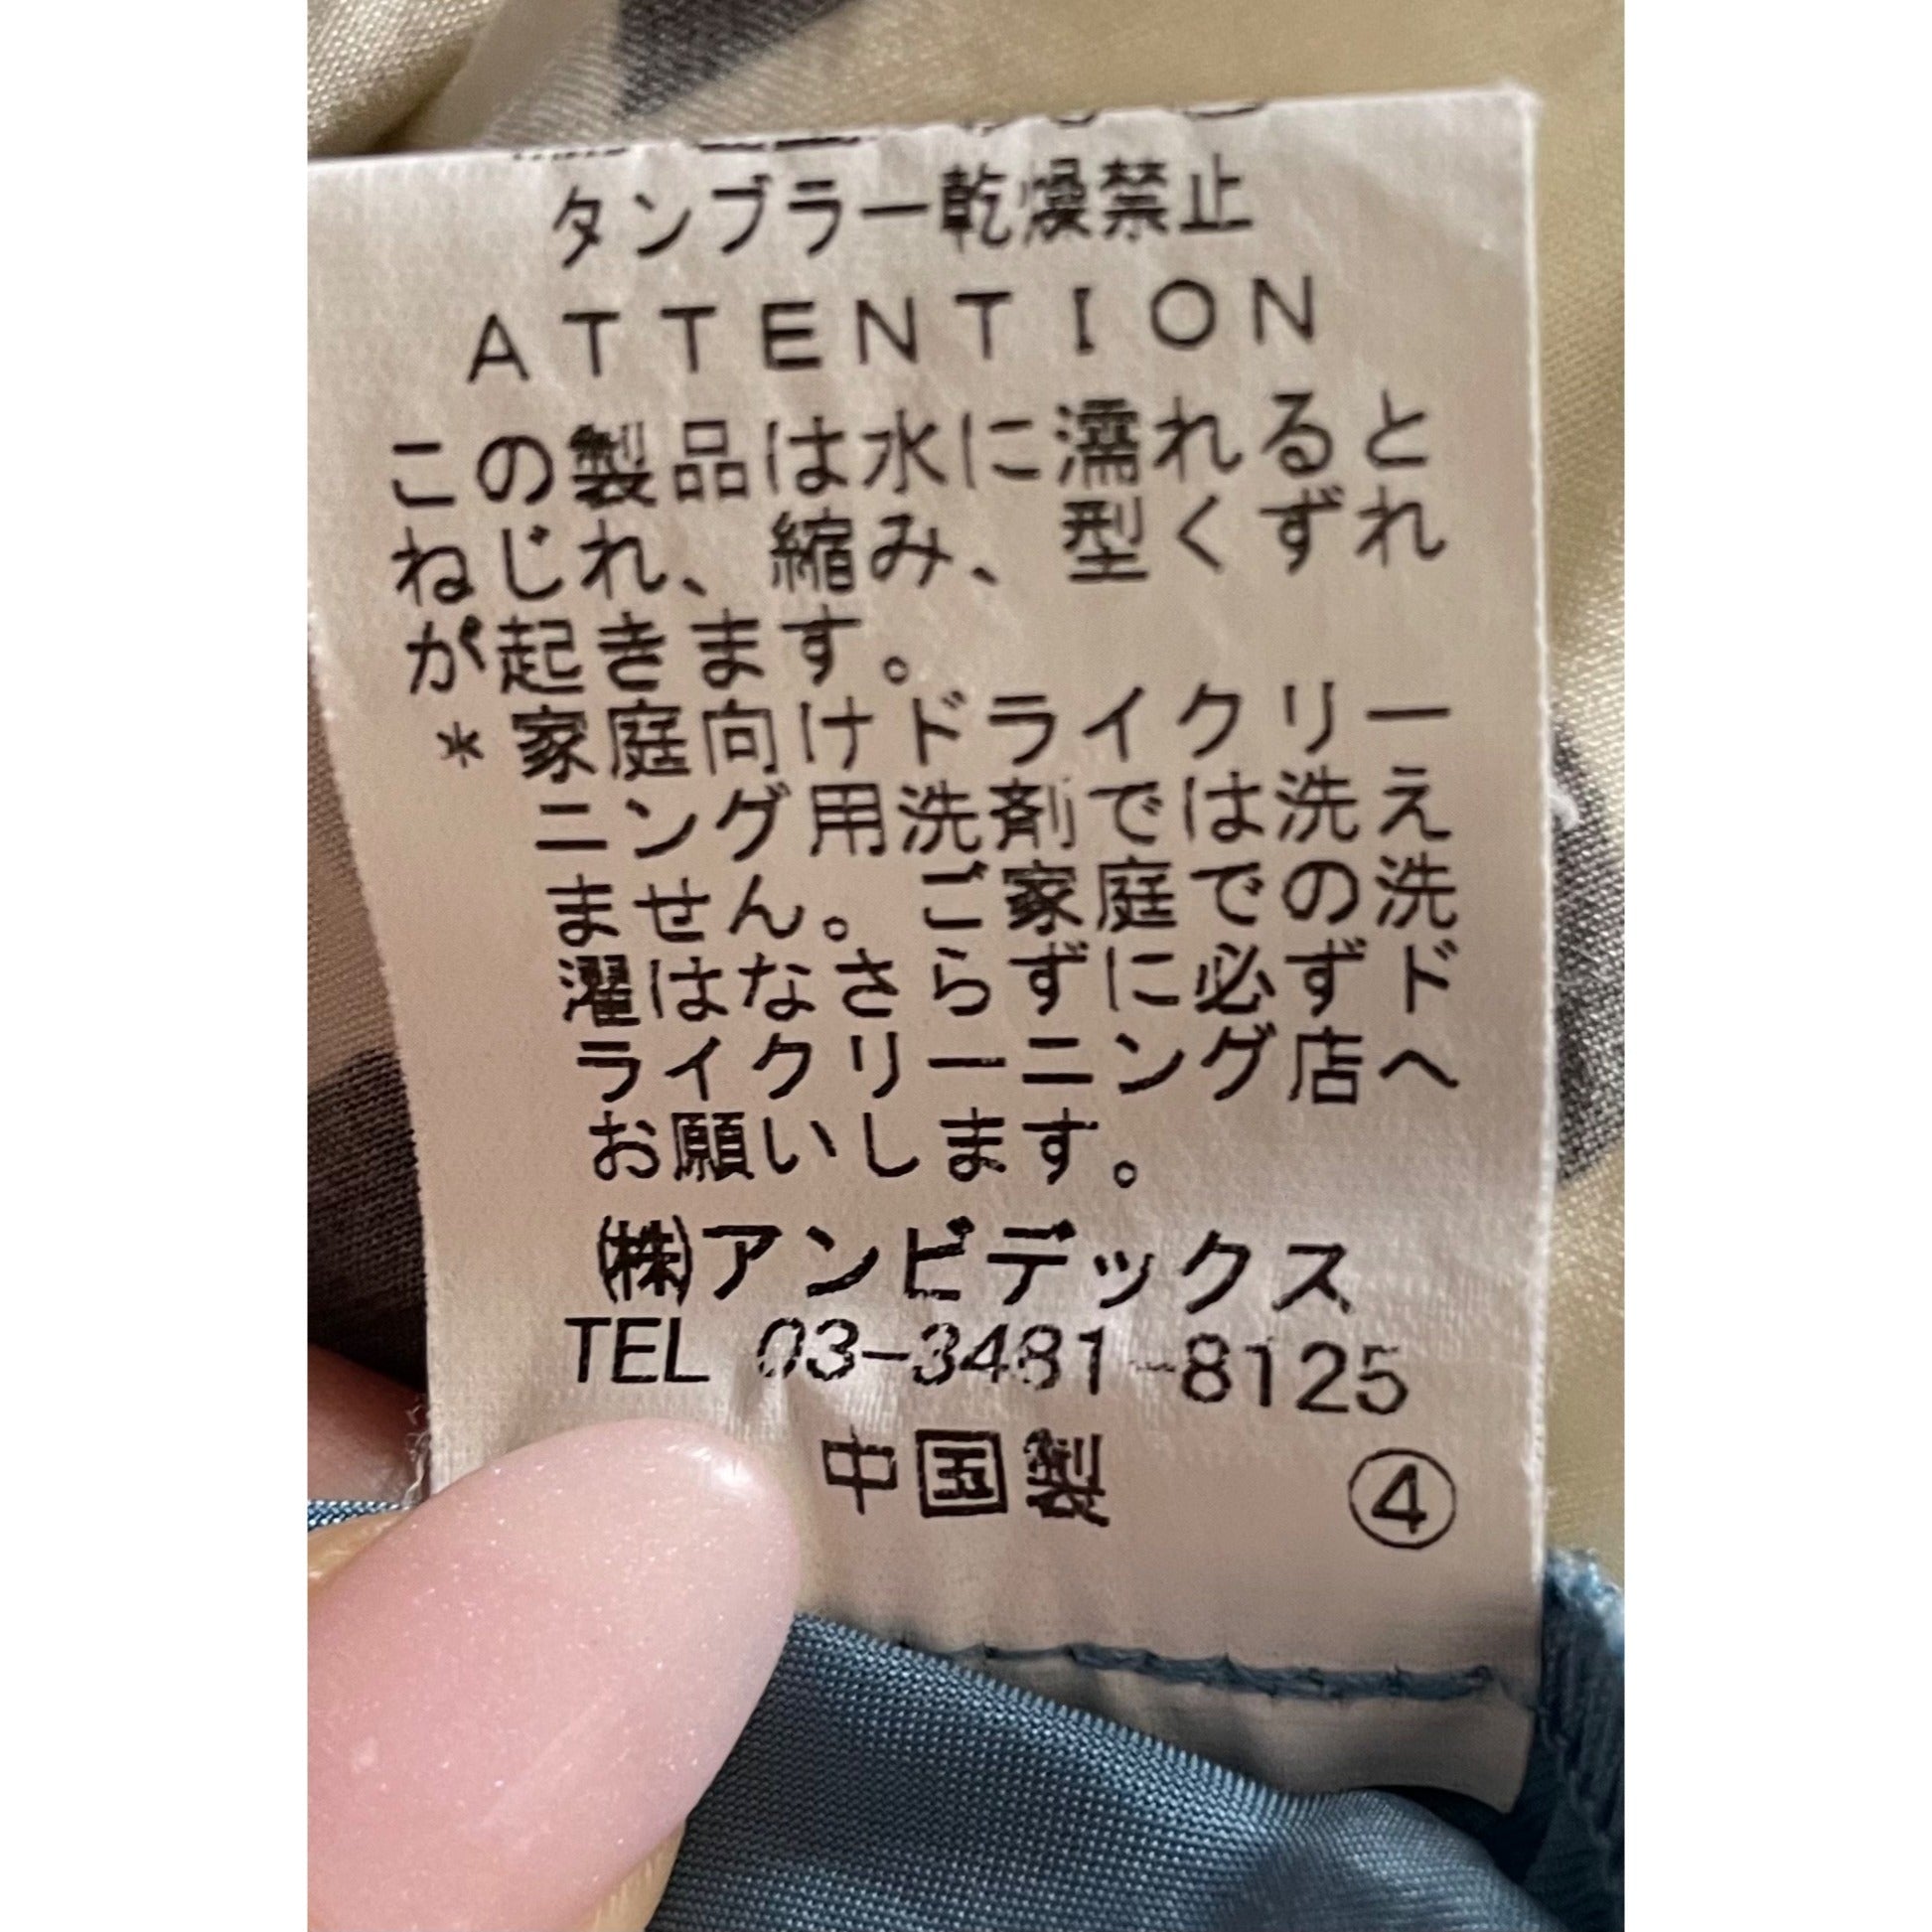 タンブラー乾燥禁止
ATTENTION
この製品は水に濡れると
ねじれ、縮み、型くずれ
が起きます。
*家庭向けドライクリー
ニング用洗剤では洗え
ません。ご家庭での洗
濯はなさらずに必ずド
ライクリーニング店へ
お願いします。
㈱アンビデックス
TEL 03-3481-8125
中国製 ④